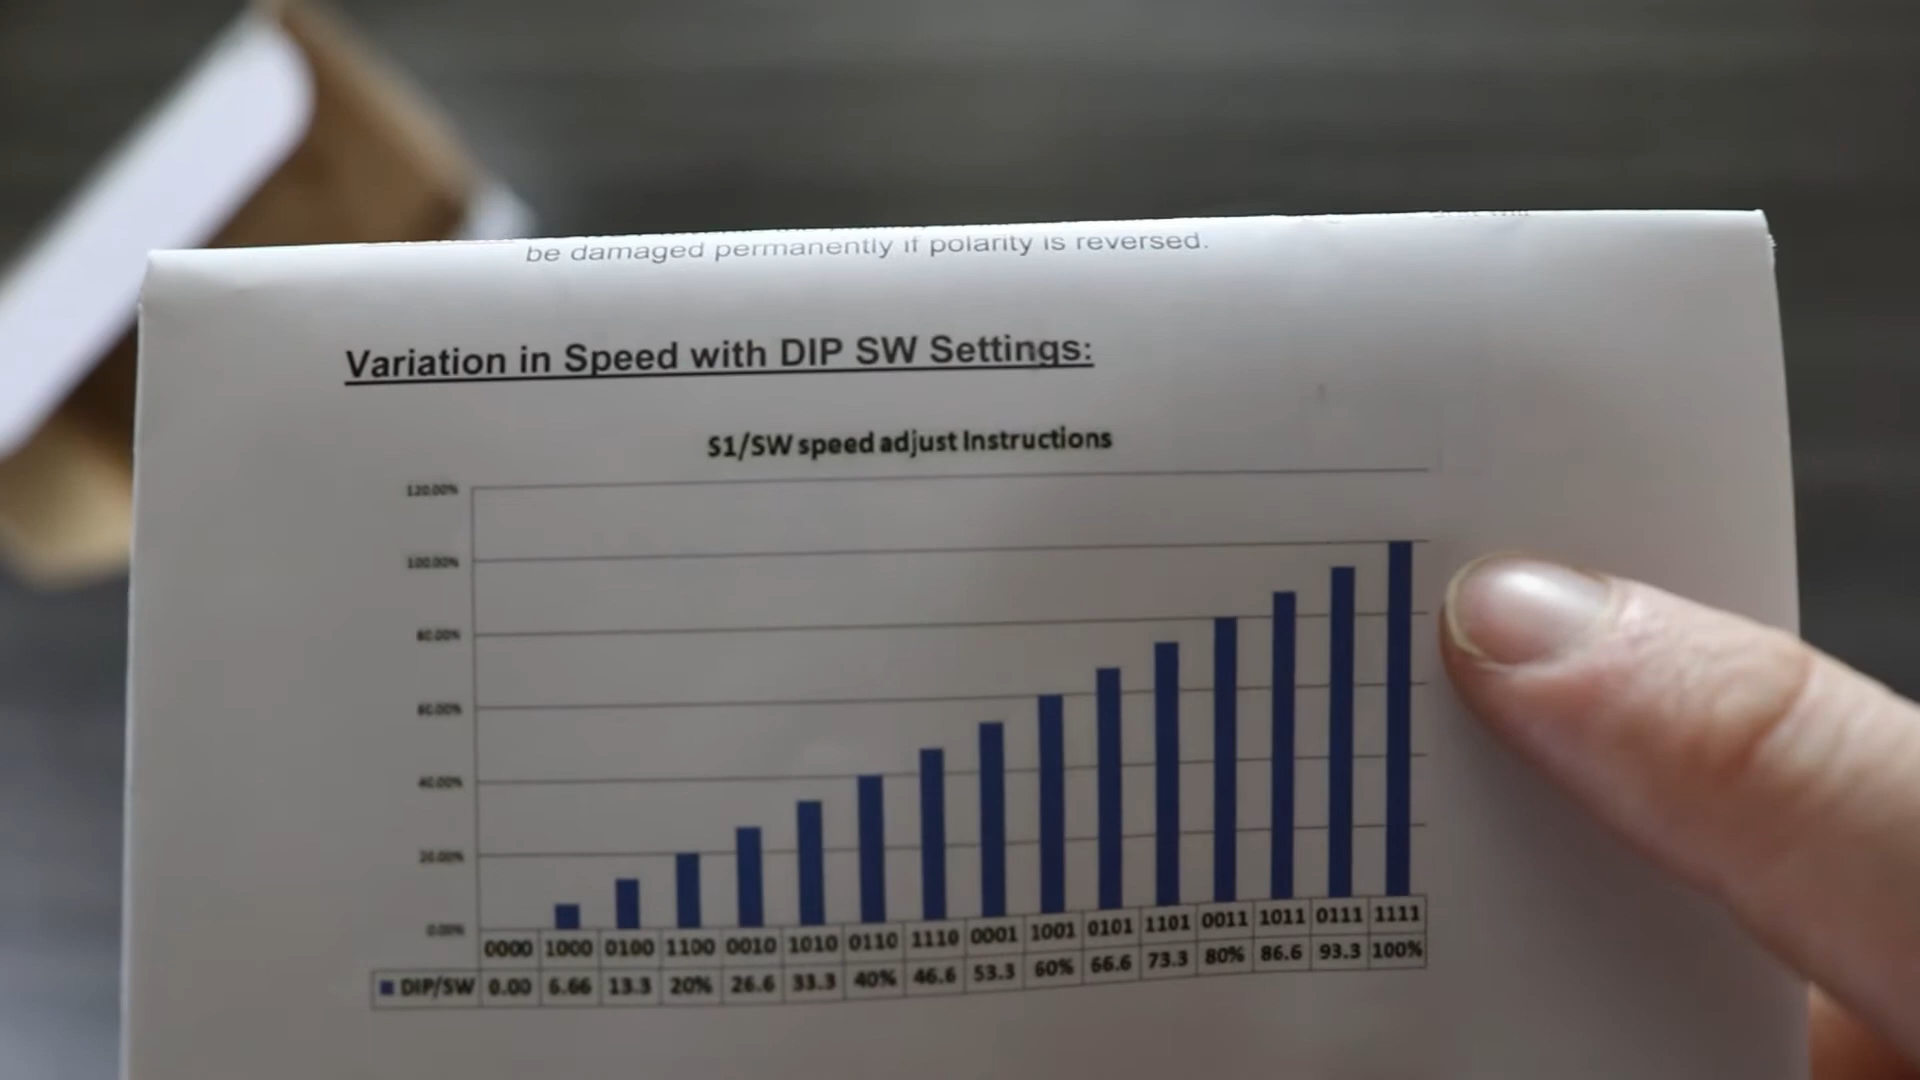 be damaged permanently if polarity is reversed.
Variation in Speed with DIP SW Settings:
S1/SW speed adjust Instructions
120.00%
100.00%
80.00%
60.00%
40.00%
20.00%
0.00%
0000 1000 0100 1100 0010 1010 0110 1110 0001 1001 0101 1101 0011 1011 0111 1111
DIP/SW 0.00 6.66 13.3 20% 26.6 33.3 40% 46.6 53.3 60% 66.6 73.3 80% 86.6 93.3 100%